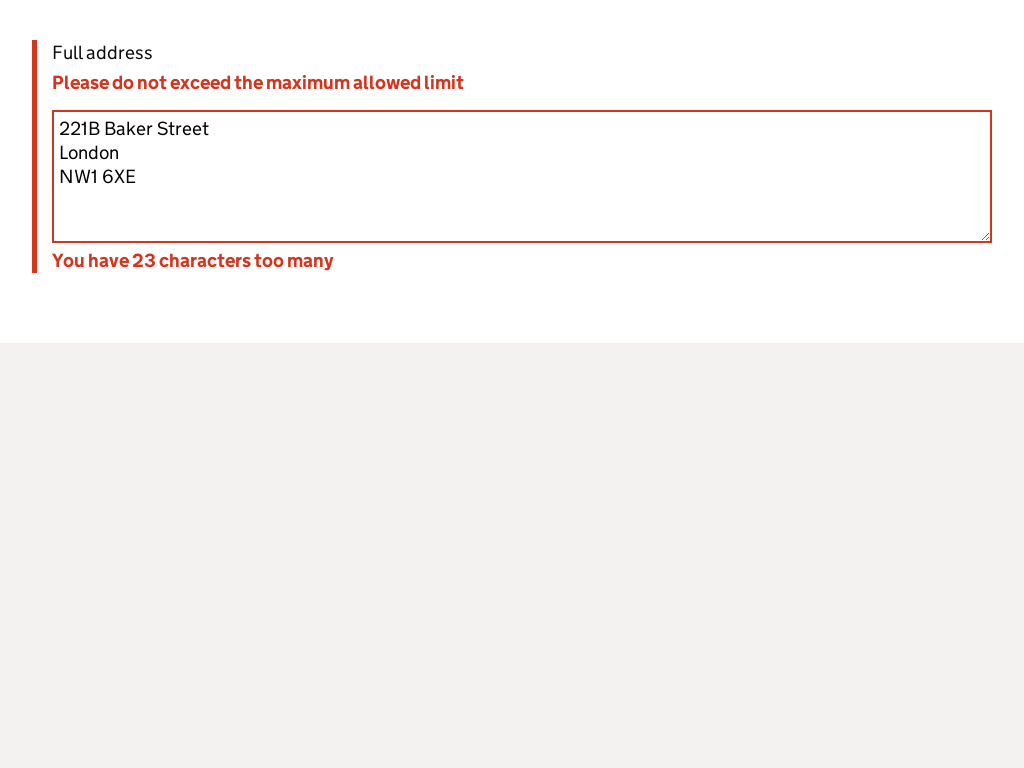 Full address
Please do not exceed the maximum allowed limit
221B Baker Street
London
NW1 6XE
You have 23 characters too many